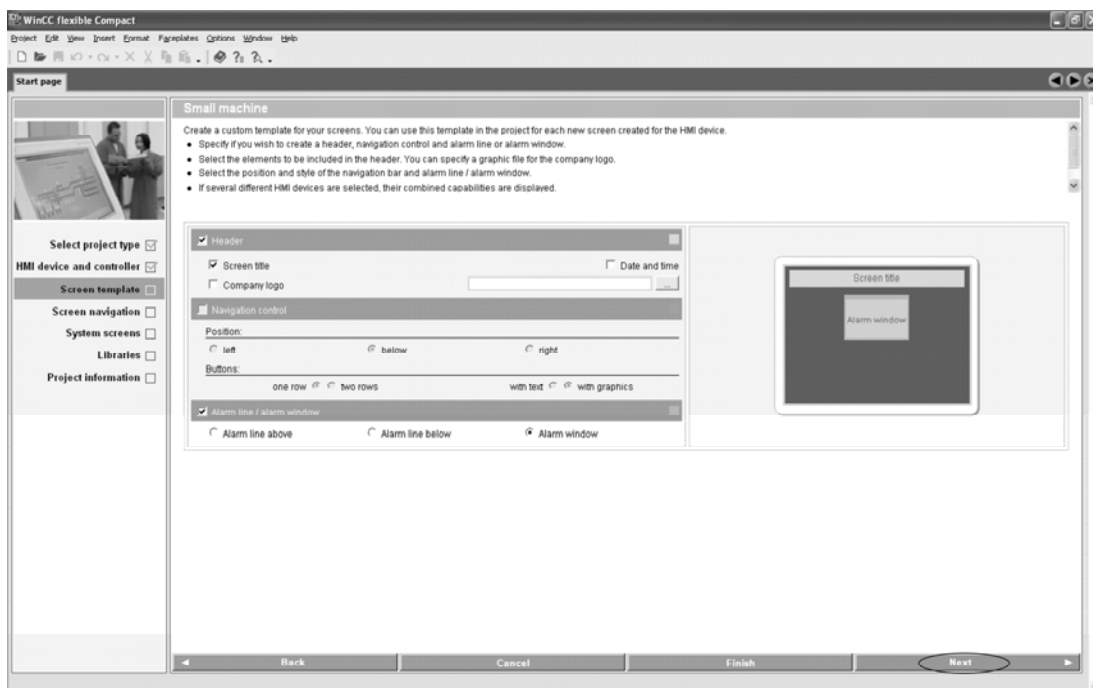 WinCC flexible Compact
Project Edit View Insert Format Faceplates Options Window Help
Start page
Small machine
Create a custom template for your screens. You can use this template in the project for each new screen created for the HMI device.
• Specify if you wish to create a header, navigation control and alarm line or alarm window.
• Select the elements to be included in the header. You can specify a graphic file for the company logo.
• Select the position and style of the navigation bar and alarm line / alarm window.
• If several different HMI devices are selected, their combined capabilities are displayed.
Select project type
HMI device and controller
Screen template
Screen navigation
System screens
Libraries
Project information
Header
Screen title Date and time
Company logo ...
Navigation control
Position:
left below right
Buttons:
one row two rows with text with graphics
Alarm line / alarm window
Alarm line above Alarm line below Alarm window
Screen title
Alarm window
Back Cancel Finish Next